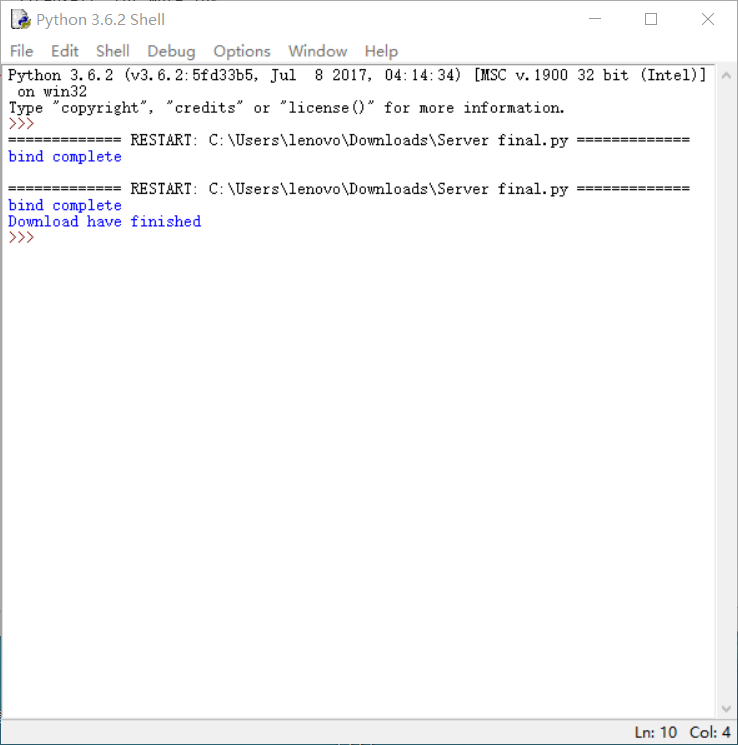 Python 3.6.2 Shell
File Edit Shell Debug Options Window Help
Python 3.6.2 (v3.6.2:5fd33b5, Jul  8 2017, 04:14:34) [MSC v.1900 32 bit (Intel)]
on win32
Type "copyright", "credits" or "license()" for more information.
>>>
============= RESTART: C:\Users\lenovo\Downloads\Server final.py =============
bind complete
============= RESTART: C:\Users\lenovo\Downloads\Server final.py =============
bind complete
Download have finished
>>>
Ln: 10 Col: 4